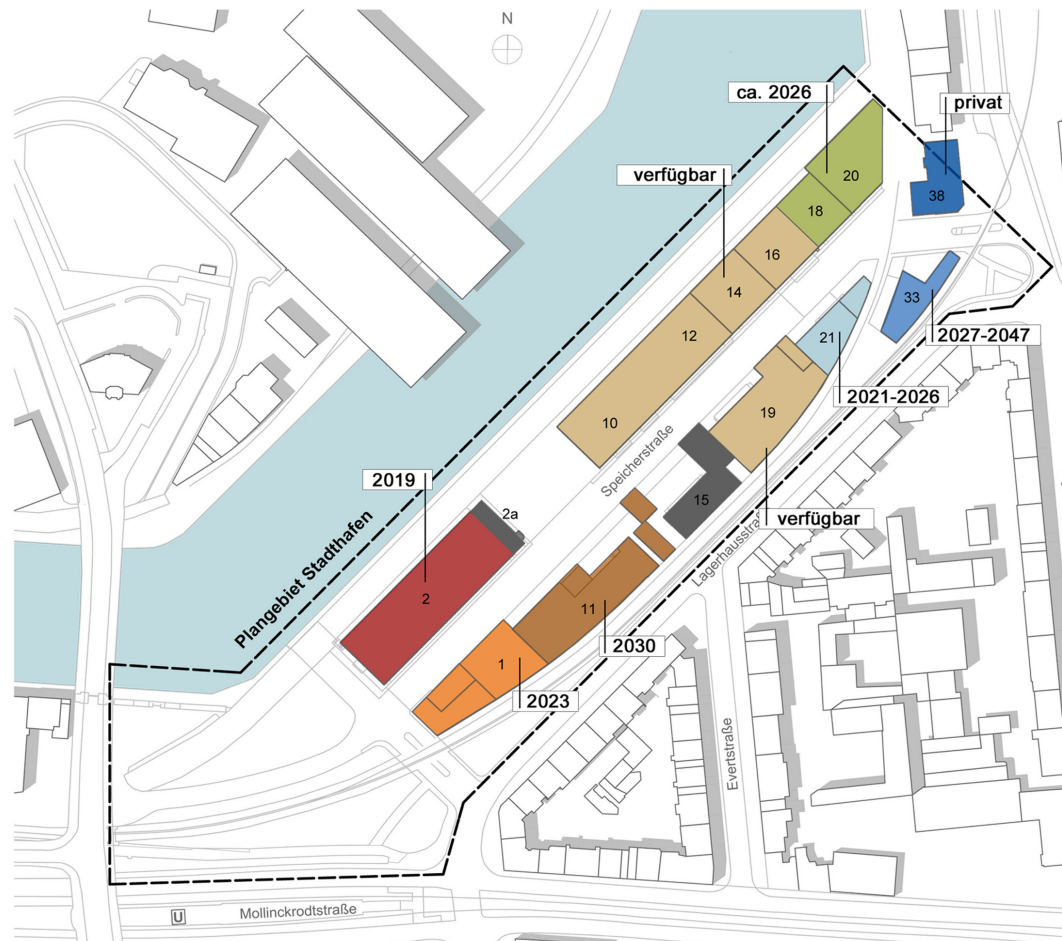 N
ca. 2026
privat
verfügbar
20
38
18
16
14
33
12
21
2027-2047
2021-2026
10
19
Speicherstraße
2019
15
2a
verfügbar
Lagerhausstraße
Plangebiet Stadthafen
2
11
2030
1
2023
Evertstraße
U
Mollinckrodtstraße